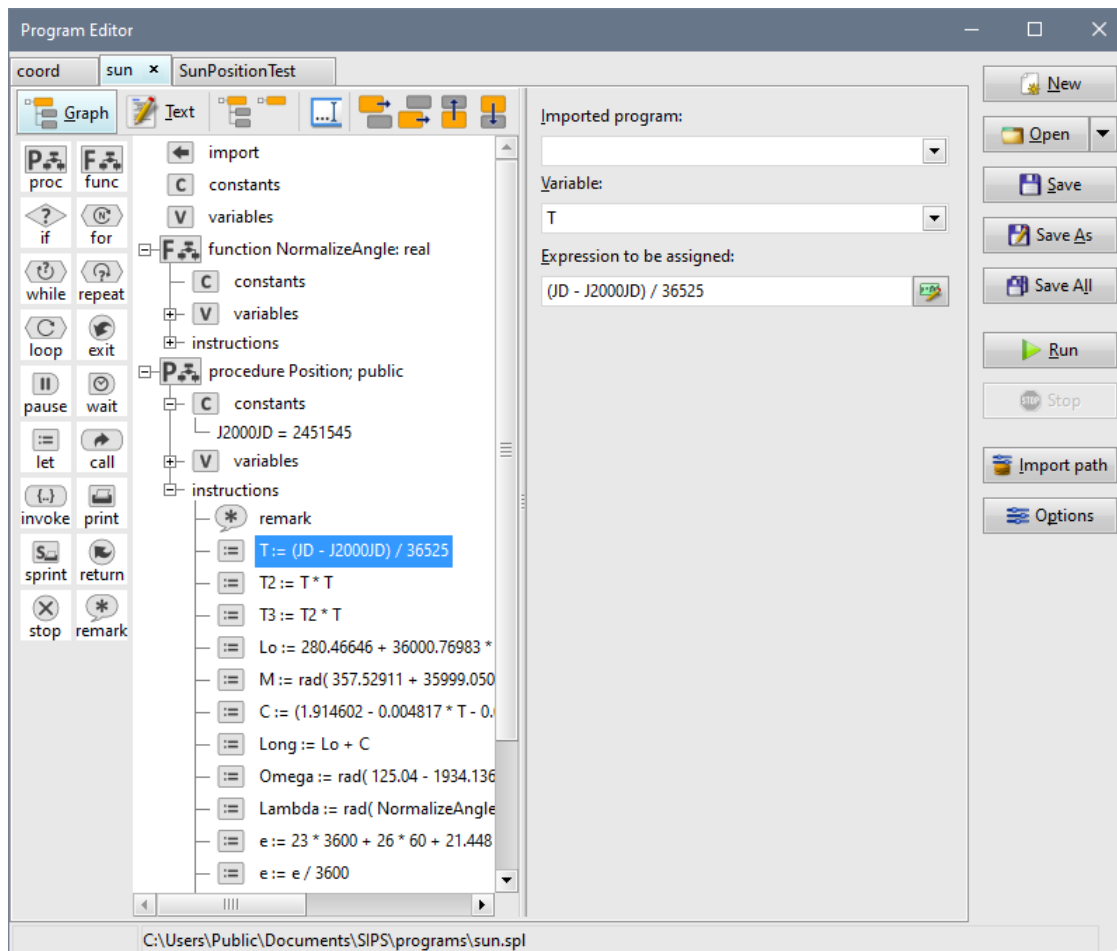 Program Editor
coord
sun
SunPositionTest
Graph
Text
proc func
if for
while repeat
loop exit
pause wait
let call
invoke print
sprint return
stop remark
import
C constants
V variables
F function NormalizeAngle: real
C constants
V variables
instructions
P procedure Position; public
C constants
J2000JD = 2451545
V variables
instructions
remark
:= T := (JD - J2000JD) / 36525
:= T2 := T * T
:= T3 := T2 * T
:= Lo := 280.46646 + 36000.76983 *
:= M := rad( 357.52911 + 35999.050
:= C := (1.914602 - 0.004817 * T - 0.
:= Long := Lo + C
:= Omega := rad( 125.04 - 1934.136
:= Lambda := rad( NormalizeAngle
:= e := 23 * 3600 + 26 * 60 + 21.448
:= e := e / 3600
Imported program:
Variable:
T
Expression to be assigned:
(JD - J2000JD) / 36525
New
Open
Save
Save As
Save All
Run
Stop
Import path
Options
C:\Users\Public\Documents\SIPS\programs\sun.spl